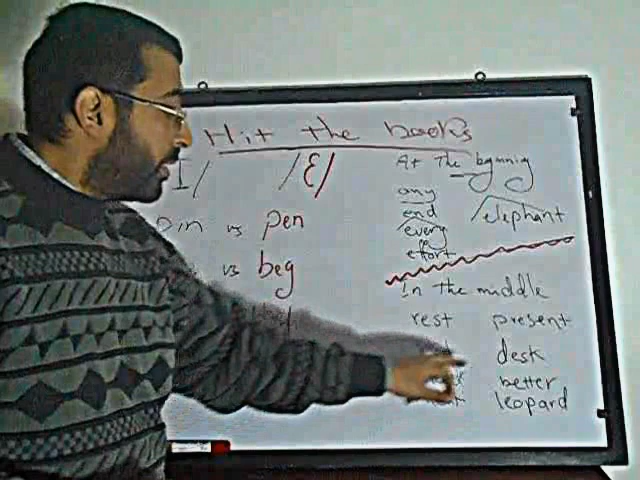 Hit the books
I/ /ɛ/
pin vs pen
vs beg
At the beginning
any
end elephant
every
effort
in the middle
rest present
desk
better
leopard